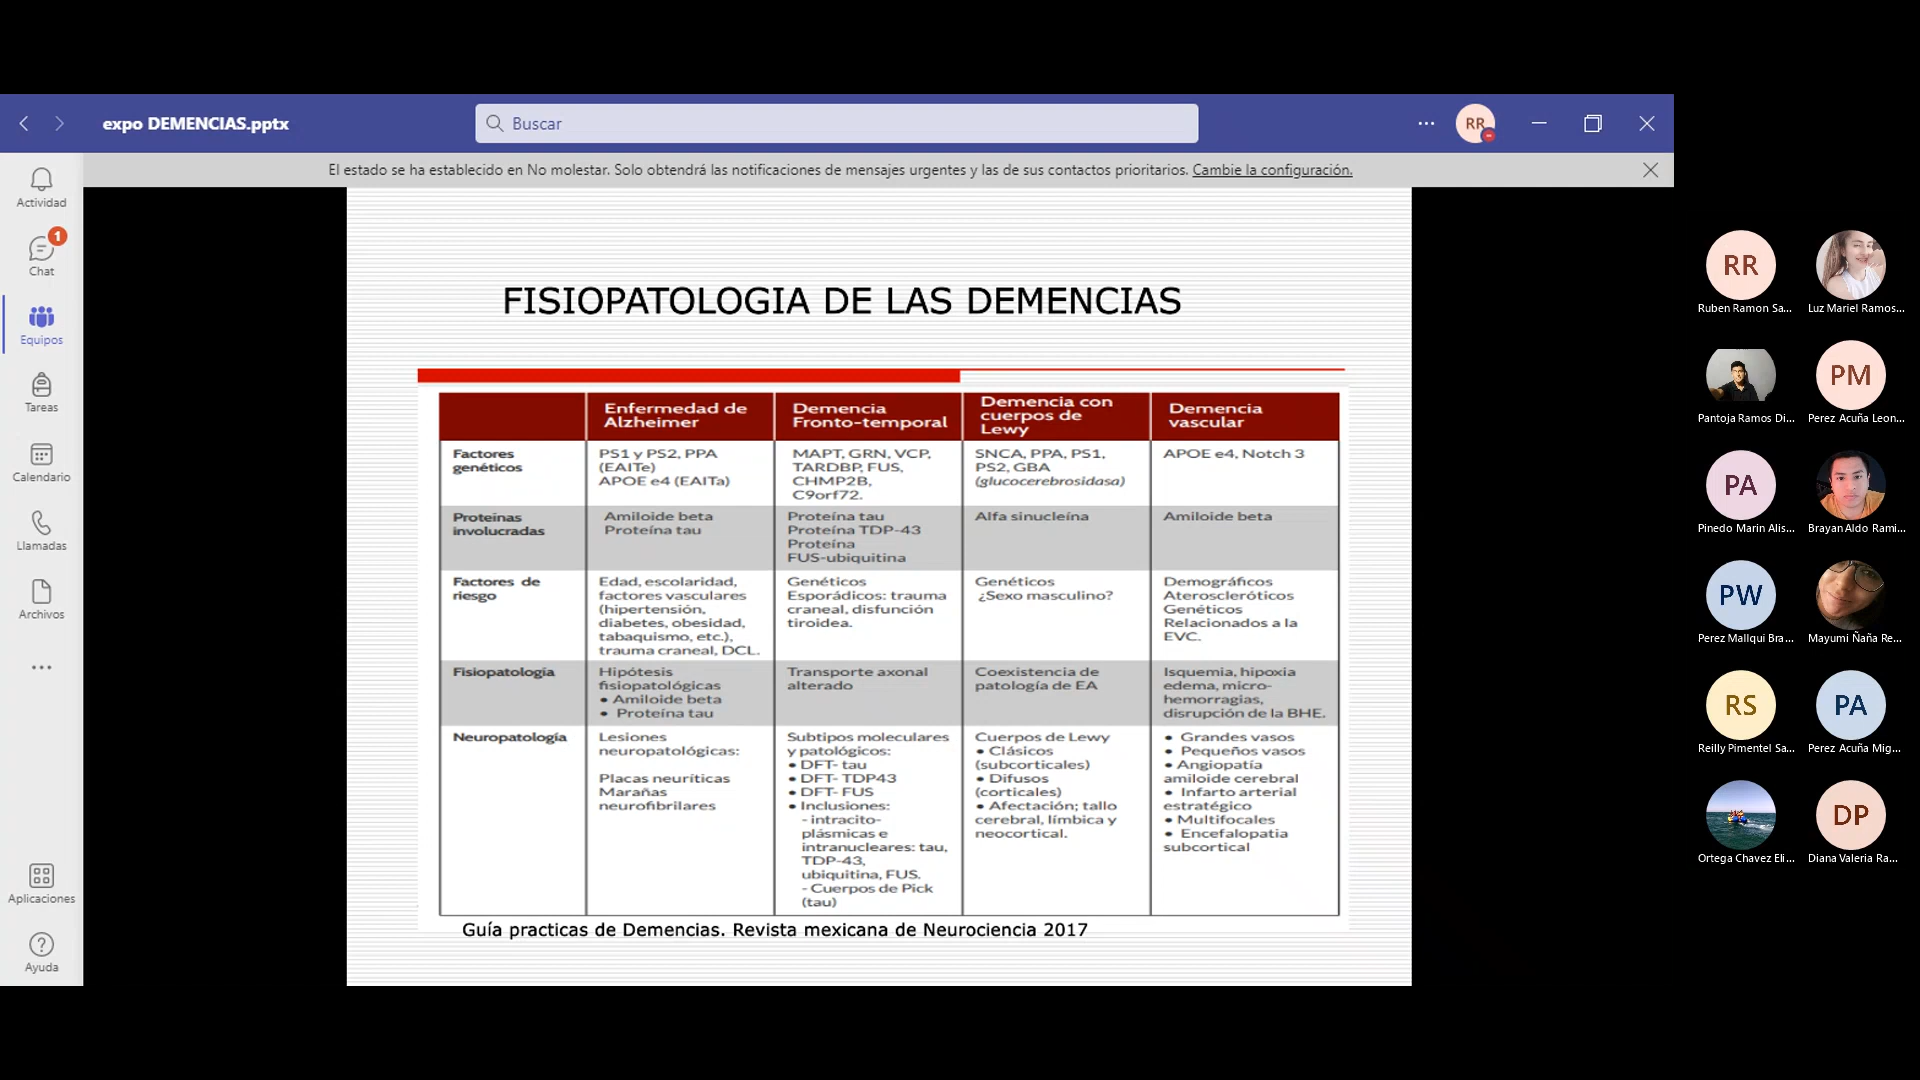 expo DEMENCIAS.pptx
Buscar
RR
El estado se ha establecido en No molestar. Solo obtendrá las notificaciones de mensajes urgentes y las de sus contactos prioritarios. Cambie la configuración.
Actividad
1
Chat
Equipos
Tareas
Calendario
Llamadas
Archivos
Aplicaciones
Ayuda
FISIOPATOLOGIA DE LAS DEMENCIAS
Enfermedad de
Alzheimer
Demencia
Fronto-temporal
Demencia con
cuerpos de
Lewy
Demencia
vascular
Factores
genéticos
PS1 y PS2, PPA
(EAITe)
APOE e4 (EAITa)
MAPT, GRN, VCP,
TARDBP, FUS,
CHMP2B,
C9orf72.
SNCA, PPA, PS1,
PS2, GBA
(glucocerebrosidasa)
APOE e4, Notch 3
Proteínas
involucradas
Amiloide beta
Proteína tau
Proteína tau
Proteína TDP-43
Proteína
FUS-ubiquitina
Alfa sinucleína
Amiloide beta
Factores de
riesgo
Edad, escolaridad,
factores vasculares
(hipertensión,
diabetes, obesidad,
tabaquismo, etc.),
trauma craneal, DCL.
Genéticos
Esporádicos: trauma
craneal, disfunción
tiroidea.
Genéticos
¿Sexo masculino?
Demográficos
Ateroscleróticos
Genéticos
Relacionados a la
EVC.
Fisiopatología
Hipótesis
fisiopatológicas
• Amiloide beta
• Proteína tau
Transporte axonal
alterado
Coexistencia de
patología de EA
Isquemia, hipoxia
edema, micro-
hemorragias,
disrupción de la BHE.
Neuropatología
Lesiones
neuropatológicas:
Placas neuríticas
Marañas
neurofibrilares
Subtipos moleculares
y patológicos:
• DFT- tau
• DFT- TDP43
• DFT- FUS
• Inclusiones:
- intracito-
plásmicas e
intranucleares: tau,
TDP-43,
ubiquitina, FUS.
- Cuerpos de Pick
(tau)
Cuerpos de Lewy
• Clásicos
(subcorticales)
• Difusos
(corticales)
• Afectación; tallo
cerebral, límbica y
neocortical.
• Grandes vasos
• Pequeños vasos
• Angiopatía
amiloide cerebral
• Infarto arterial
estratégico
• Multifocales
• Encefalopatia
subcortical
Guía practicas de Demencias. Revista mexicana de Neurociencia 2017
RR
Ruben Ramon Sa...
Luz Mariel Ramos...
Pantoja Ramos Di...
PM
Perez Acuña Leon...
PA
Pinedo Marin Alis...
Brayan Aldo Rami...
PW
Perez Mallqui Bra...
Mayumi Ñaña Re...
RS
Reilly Pimentel Sa...
PA
Perez Acuña Mig...
Ortega Chavez Eli...
DP
Diana Valeria Ra...